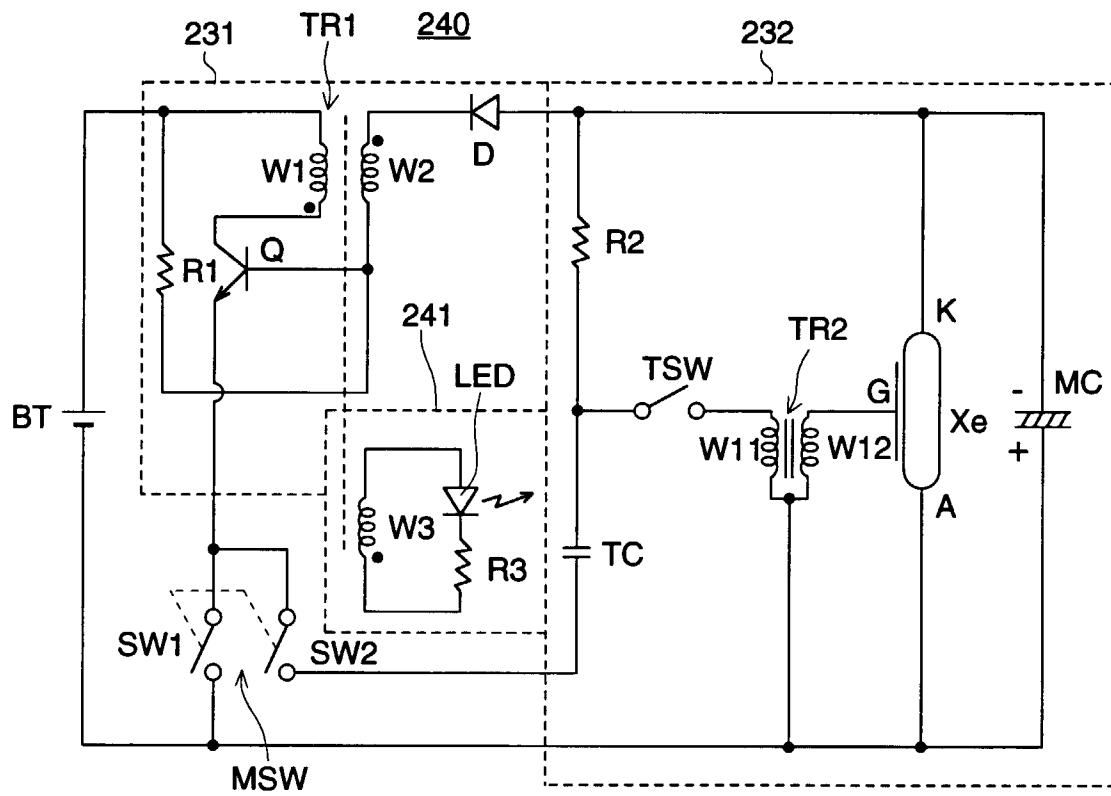 TR1
240
231
232
W1
W2
D
R2
Q
R1
241
LED
TR2
K
TSW
G
MC
BT
Xe
-
+
W11
W12
A
W3
R3
TC
SW1
SW2
MSW